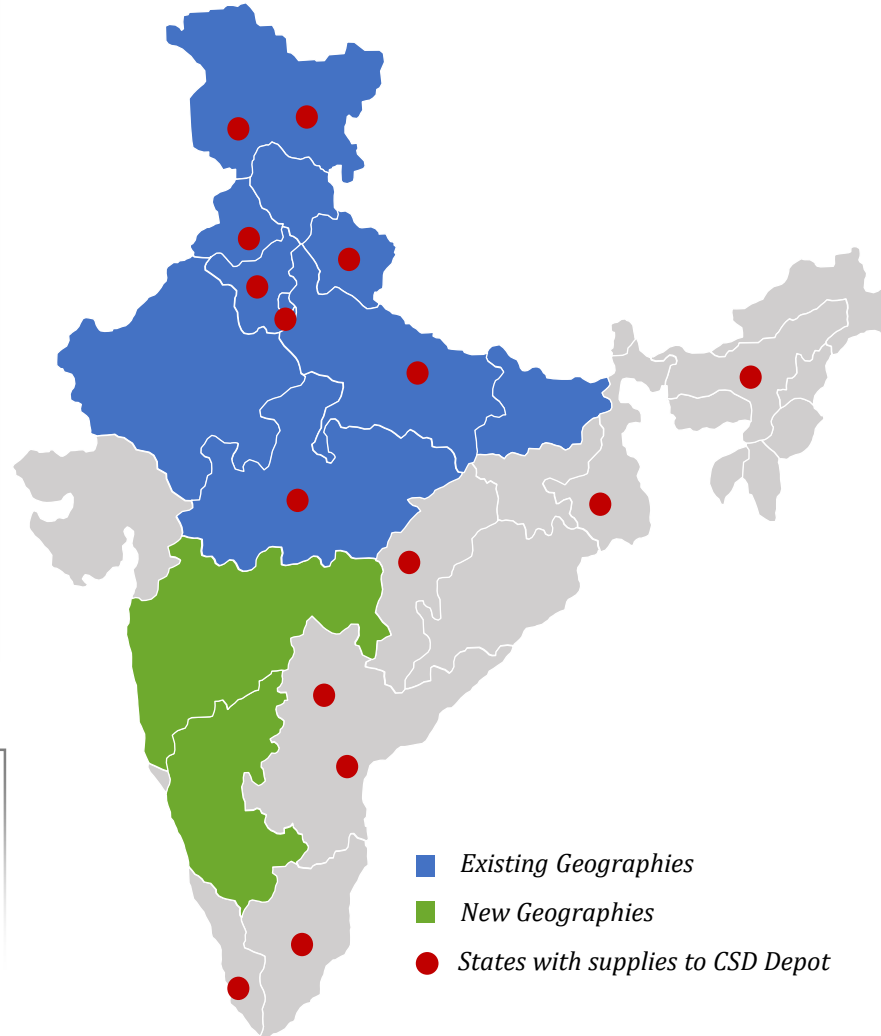 Existing Geographies
New Geographies
States with supplies to CSD Depot